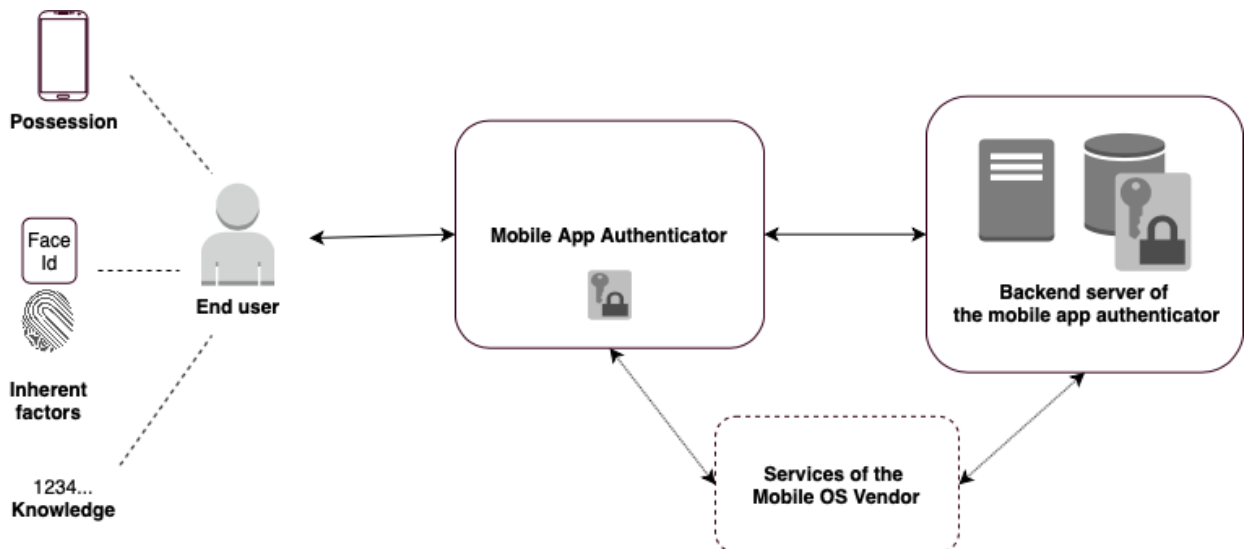 Possession
Face
Id
Inherent
factors
1234...
Knowledge
End user
Mobile App Authenticator
Backend server of
the mobile app authenticator
Services of the
Mobile OS Vendor